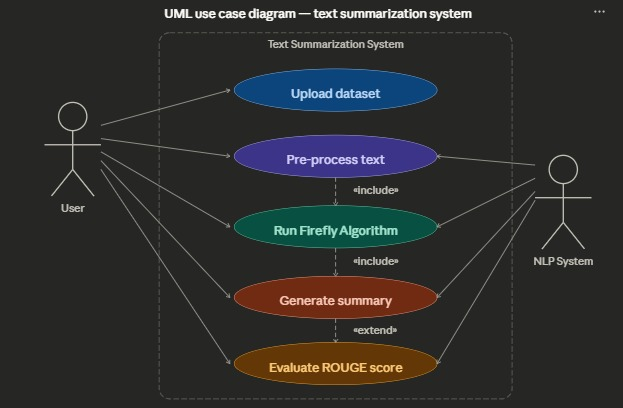 UML use case diagram — text summarization system
...
Text Summarization System
Upload dataset
Pre-process text
«include»
User
Run Firefly Algorithm
NLP System
«include»
Generate summary
«extend»
Evaluate ROUGE score